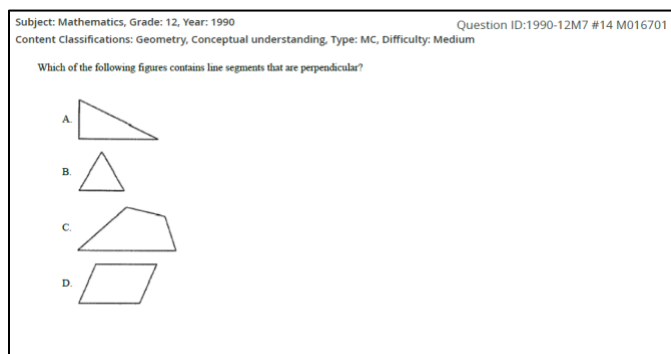 Subject: Mathematics, Grade: 12, Year: 1990
Question ID:1990-12M7 #14 M016701
Content Classifications: Geometry, Conceptual understanding, Type: MC, Difficulty: Medium
Which of the following figures contains line segments that are perpendicular?
A.
B.
C.
D.